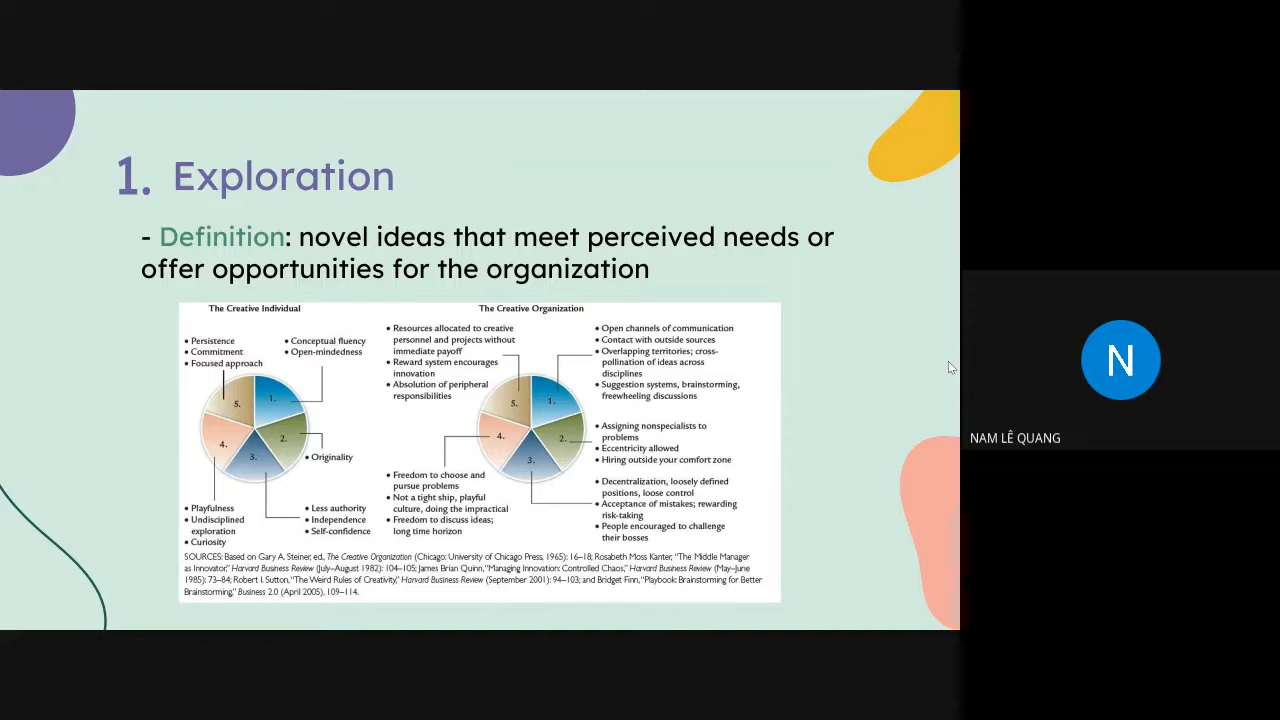 1. Exploration
- Definition: novel ideas that meet perceived needs or
offer opportunities for the organization
The Creative Individual
• Persistence
• Commitment
• Focused approach
• Conceptual fluency
• Open-mindedness
5.
1.
4.
2.
3.
• Originality
• Playfulness
• Undisciplined
exploration
• Curiosity
• Less authority
• Independence
• Self-confidence
The Creative Organization
• Resources allocated to creative
personnel and projects without
immediate payoff
• Reward system encourages
innovation
• Absolution of peripheral
responsibilities
• Open channels of communication
• Contact with outside sources
• Overlapping territories; cross-
pollination of ideas across
disciplines
• Suggestion systems, brainstorming,
freewheeling discussions
5.
1.
4.
2.
3.
• Assigning nonspecialists to
problems
• Eccentricity allowed
• Hiring outside your comfort zone
• Freedom to choose and
pursue problems
• Not a tight ship, playful
culture, doing the impractical
• Freedom to discuss ideas;
long time horizon
• Decentralization, loosely defined
positions, loose control
• Acceptance of mistakes; rewarding
risk-taking
• People encouraged to challenge
their bosses
SOURCES: Based on Gary A. Steiner, ed., The Creative Organization (Chicago: University of Chicago Press, 1965): 16–18; Rosabeth Moss Kanter, “The Middle Manager
as Innovator,” Harvard Business Review (July–August 1982): 104–105; James Brian Quinn, “Managing Innovation: Controlled Chaos,” Harvard Business Review (May–June
1985): 73–84; Robert I. Sutton, “The Weird Rules of Creativity,” Harvard Business Review (September 2001): 94–103; and Bridget Finn, “Playbook: Brainstorming for Better
Brainstorming,” Business 2.0 (April 2005), 109–114.
N
NAM LÊ QUANG